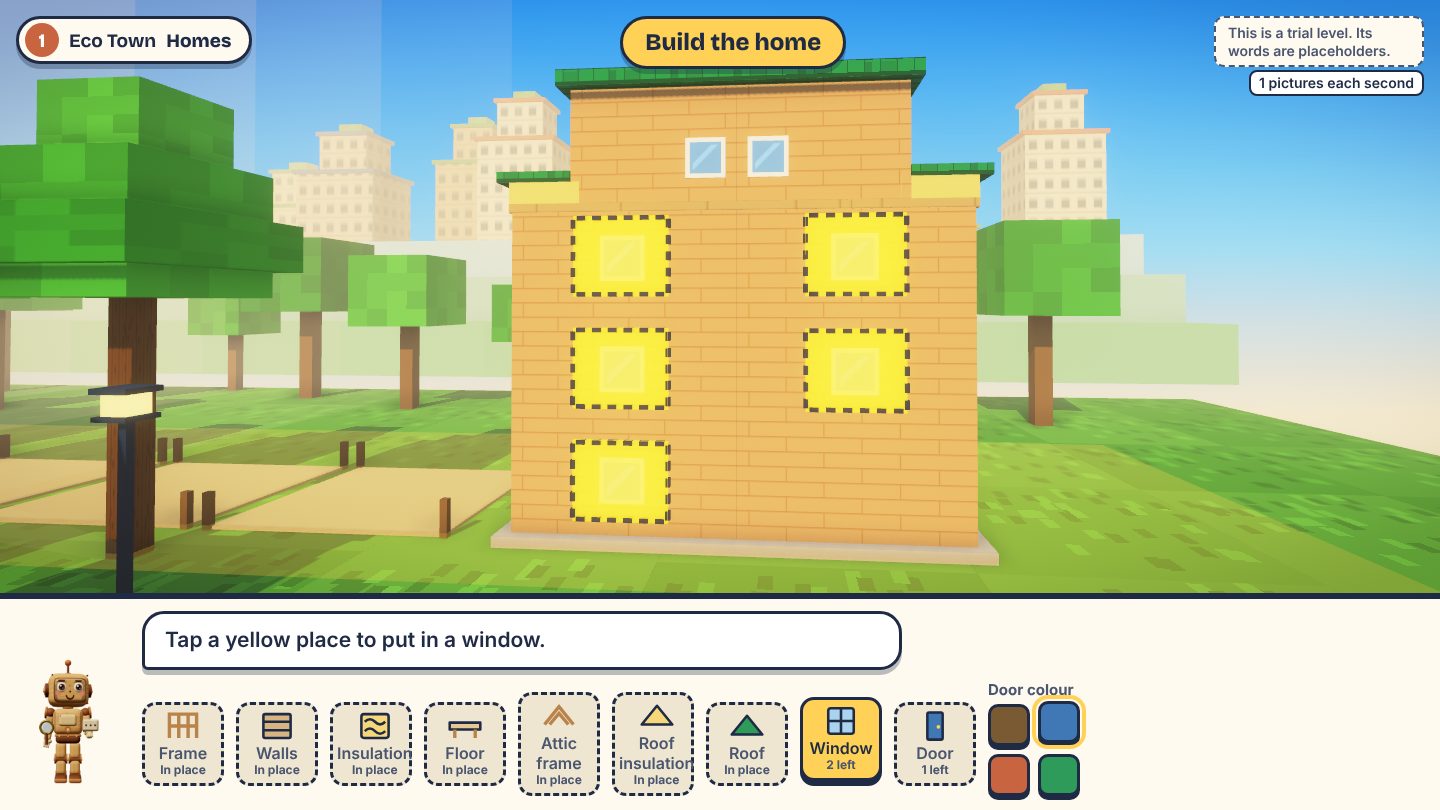 1 Eco Town Homes
Build the home
This is a trial level. Its
words are placeholders.
1 pictures each second
Tap a yellow place to put in a window.
Frame
In place
Walls
In place
Insulation
In place
Floor
In place
Attic
frame
In place
Roof
insulation
In place
Roof
In place
Window
2 left
Door
1 left
Door colour